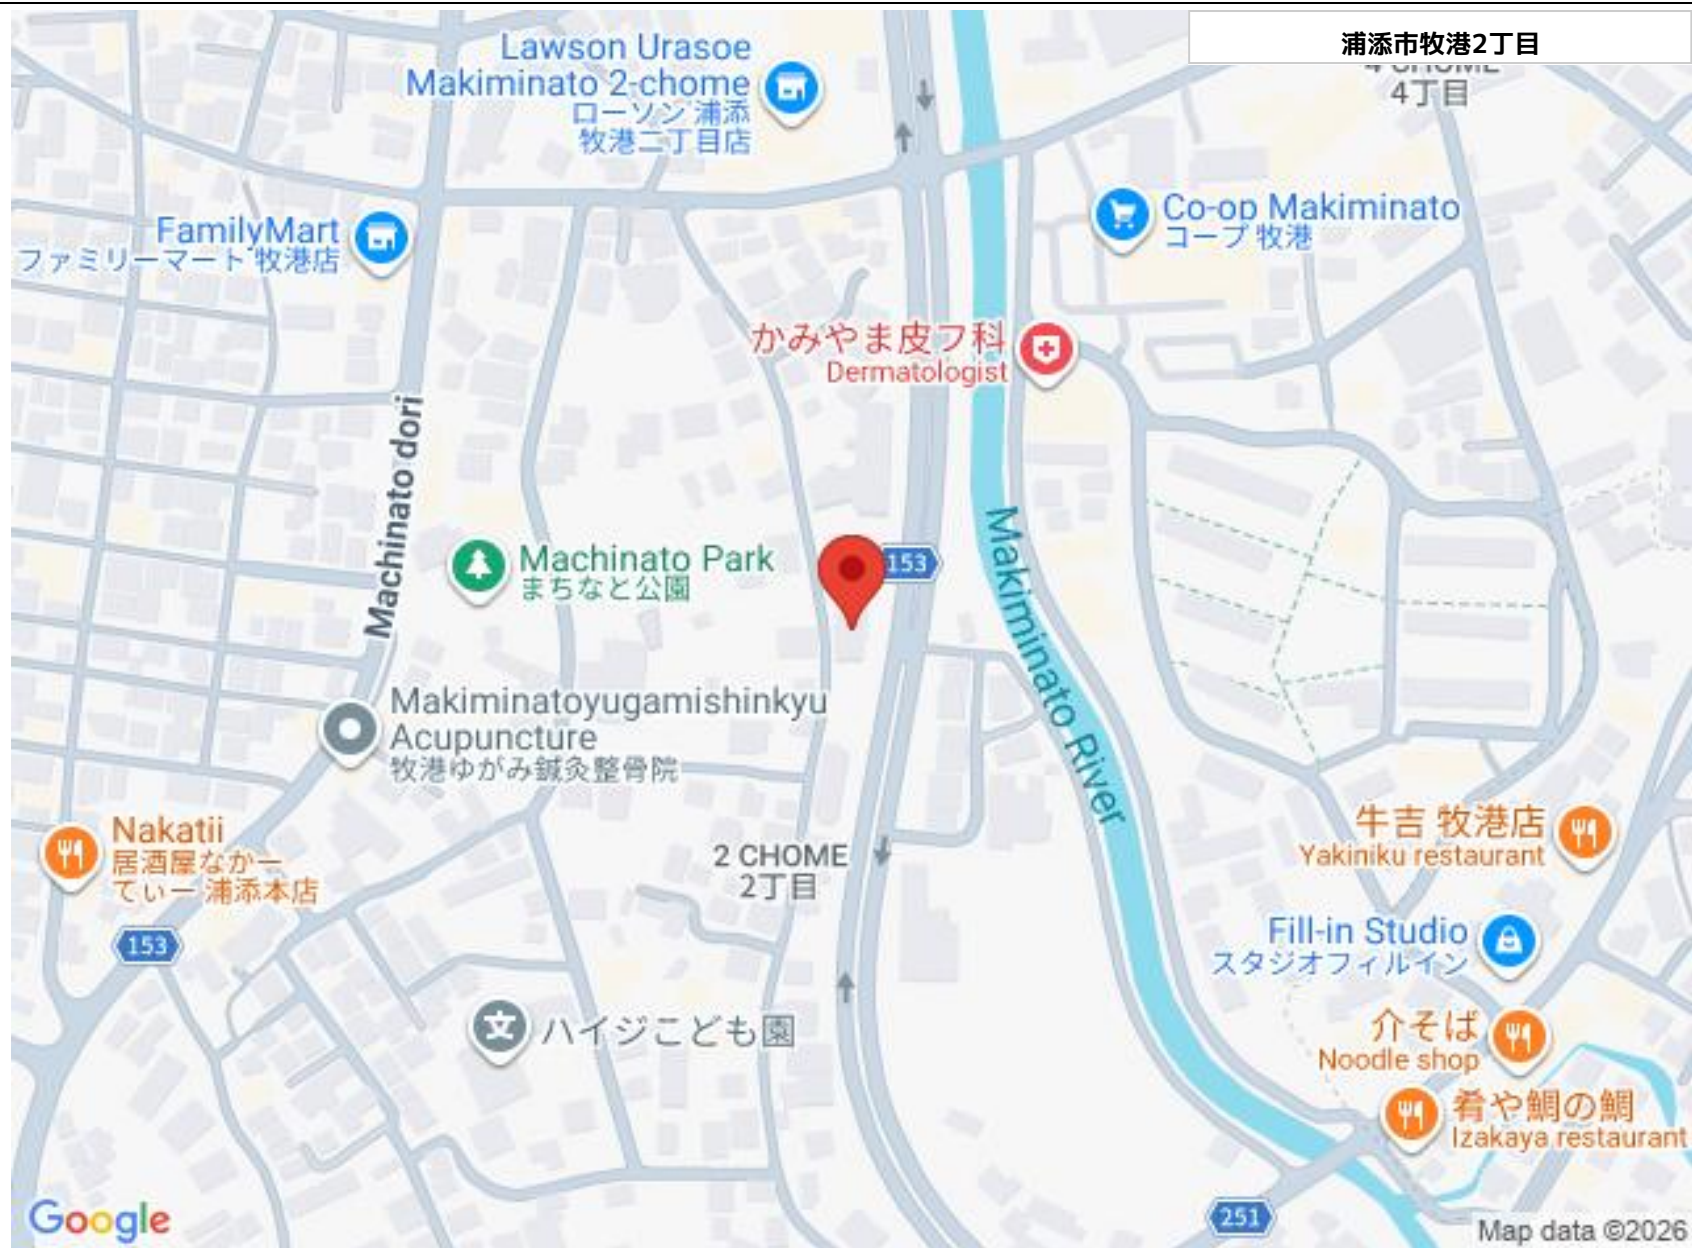 浦添市牧港2丁目
4 CHOME
4丁目
Lawson Urasoe
Makiminato 2-chome
ローソン 浦添
牧港二丁目店
FamilyMart
ファミリーマート 牧港店
Co-op Makiminato
コープ 牧港
かみやま皮フ科
Dermatologist
Machinato dori
Machinato Park
まちなと公園
153
Makiminato River
Makiminatoyugamishinkyu
Acupuncture
牧港ゆがみ鍼灸整骨院
Nakatii
居酒屋なかー
てぃー 浦添本店
2 CHOME
2丁目
牛吉 牧港店
Yakiniku restaurant
153
Fill-in Studio
スタジオフィルイン
ハイジこども園
介そば
Noodle shop
肴や鯛の鯛
Izakaya restaurant
251
Google
Map data ©2026